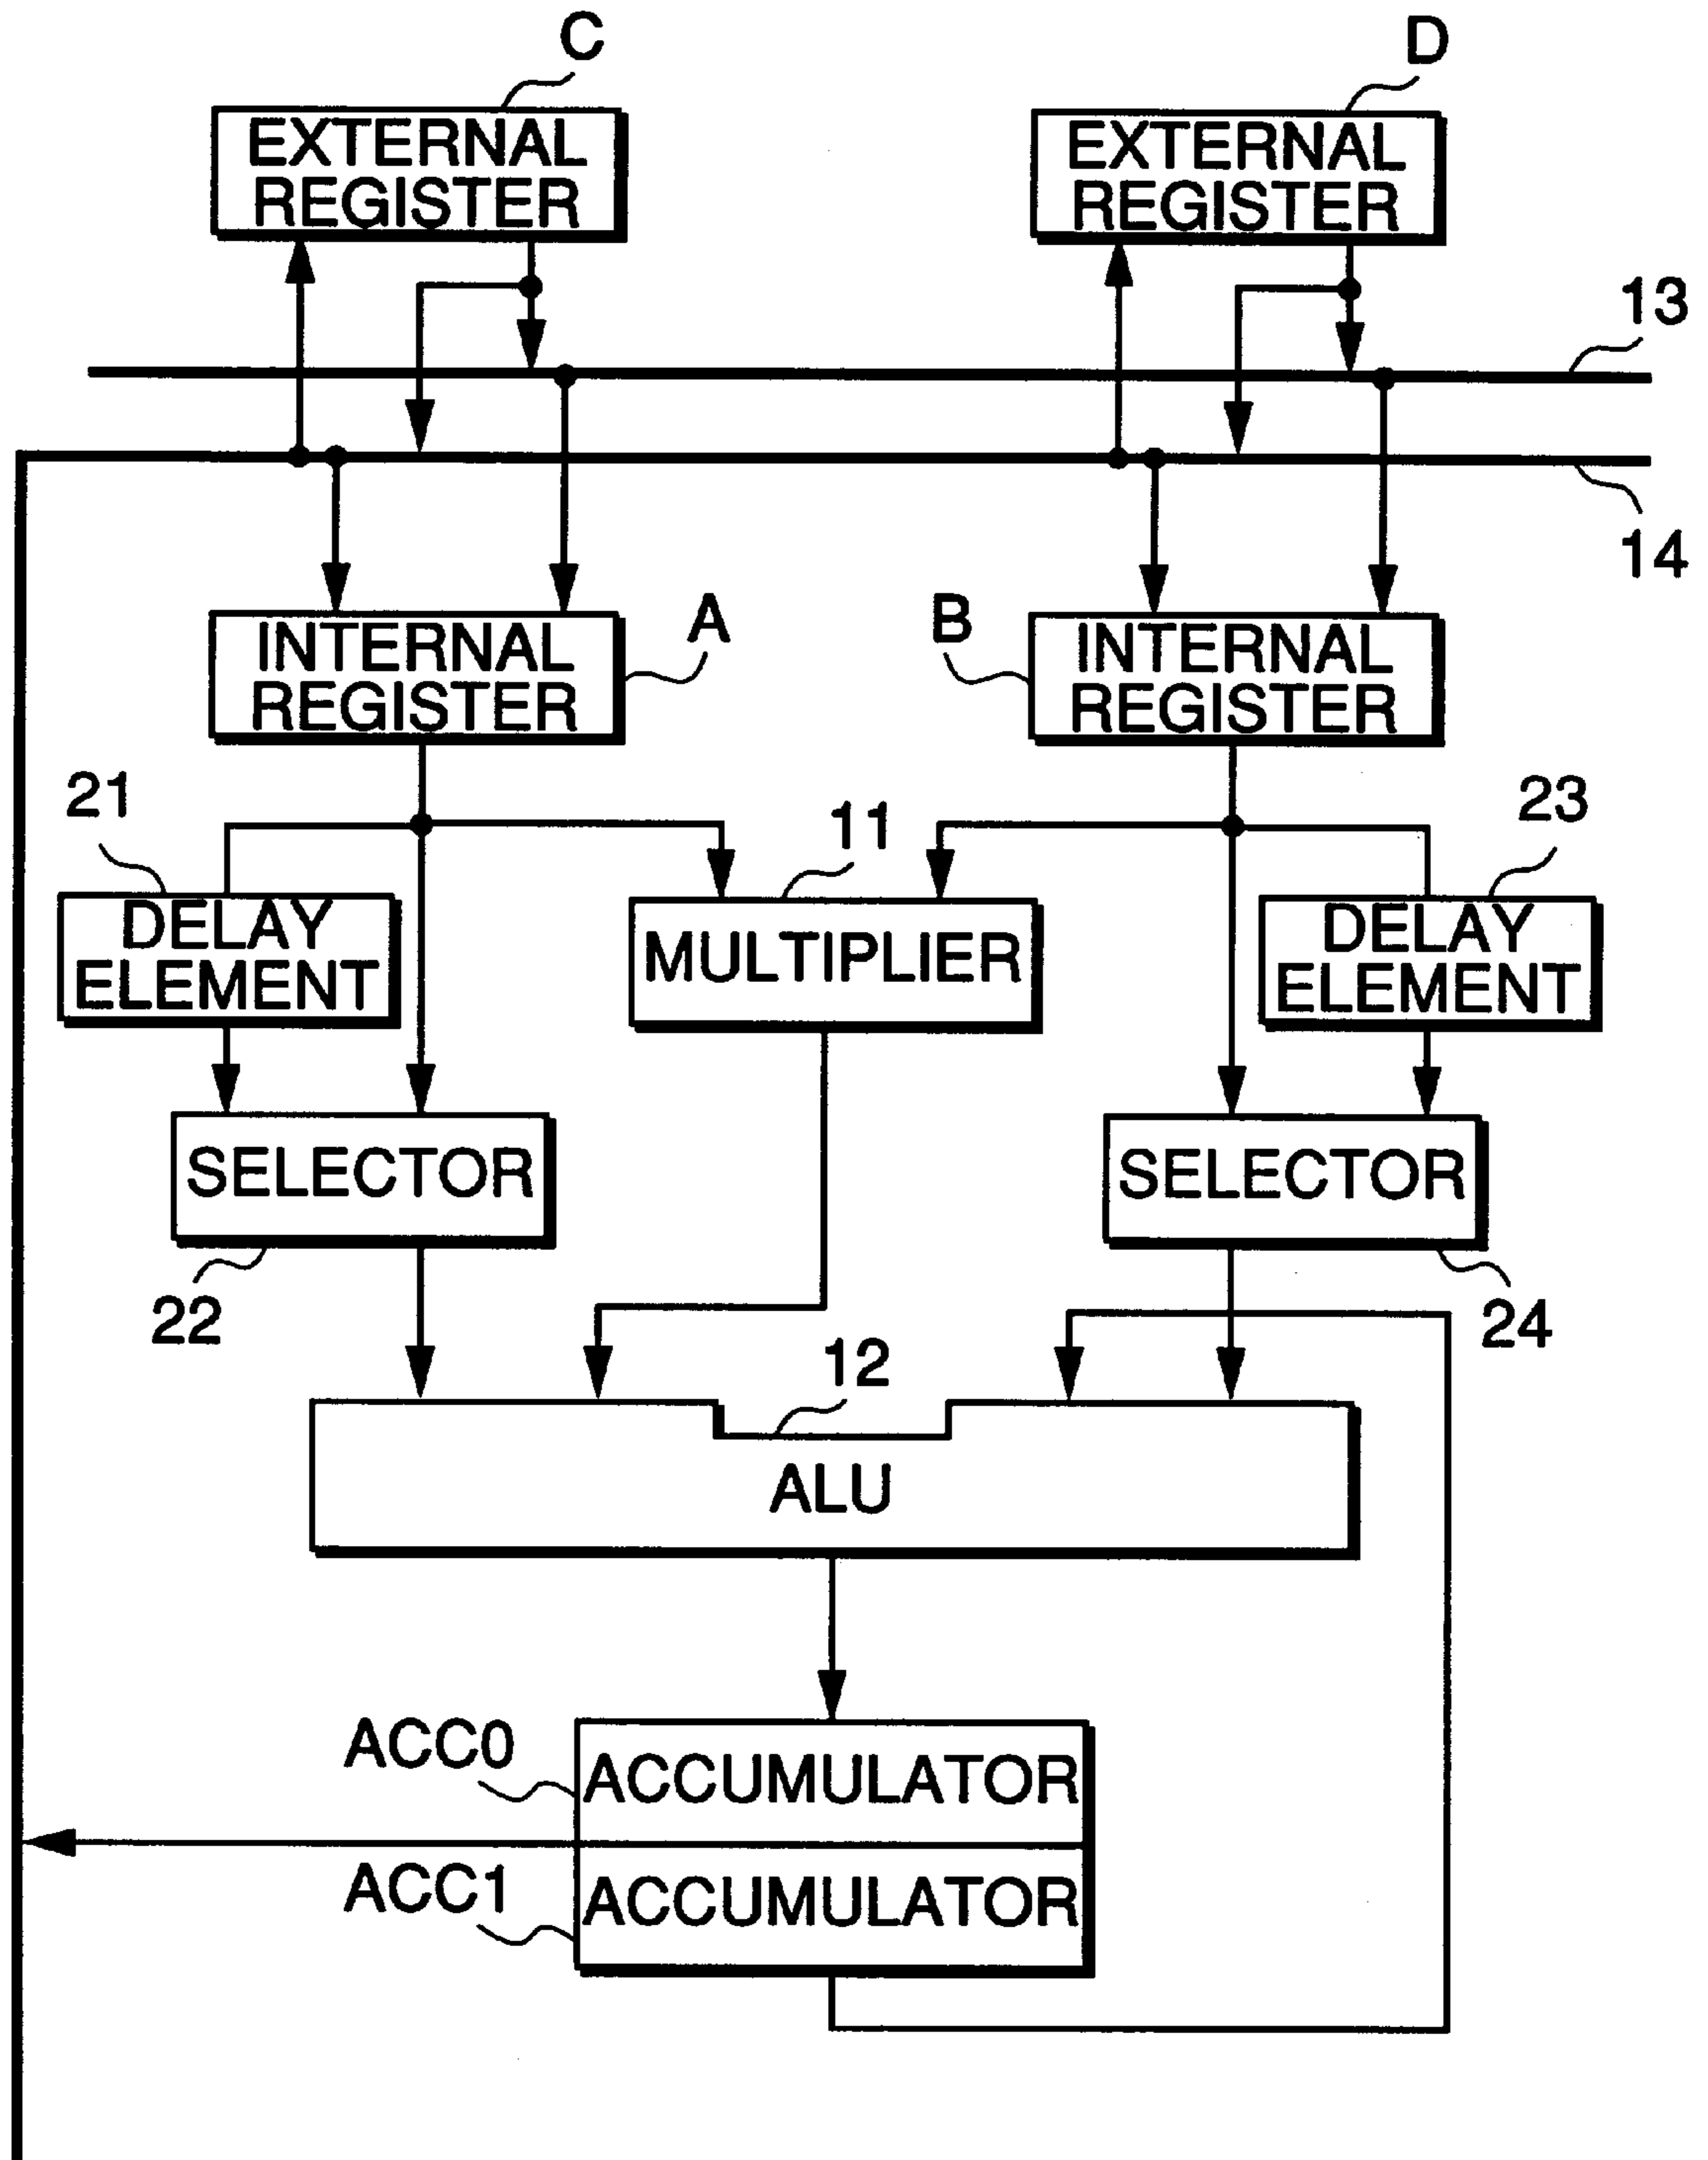 C
D
EXTERNAL
REGISTER
EXTERNAL
REGISTER
13
14
INTERNAL
REGISTER
A
B
INTERNAL
REGISTER
21
11
23
DELAY
ELEMENT
MULTIPLIER
DELAY
ELEMENT
SELECTOR
SELECTOR
22
24
12
ALU
ACC0
ACCUMULATOR
ACC1
ACCUMULATOR